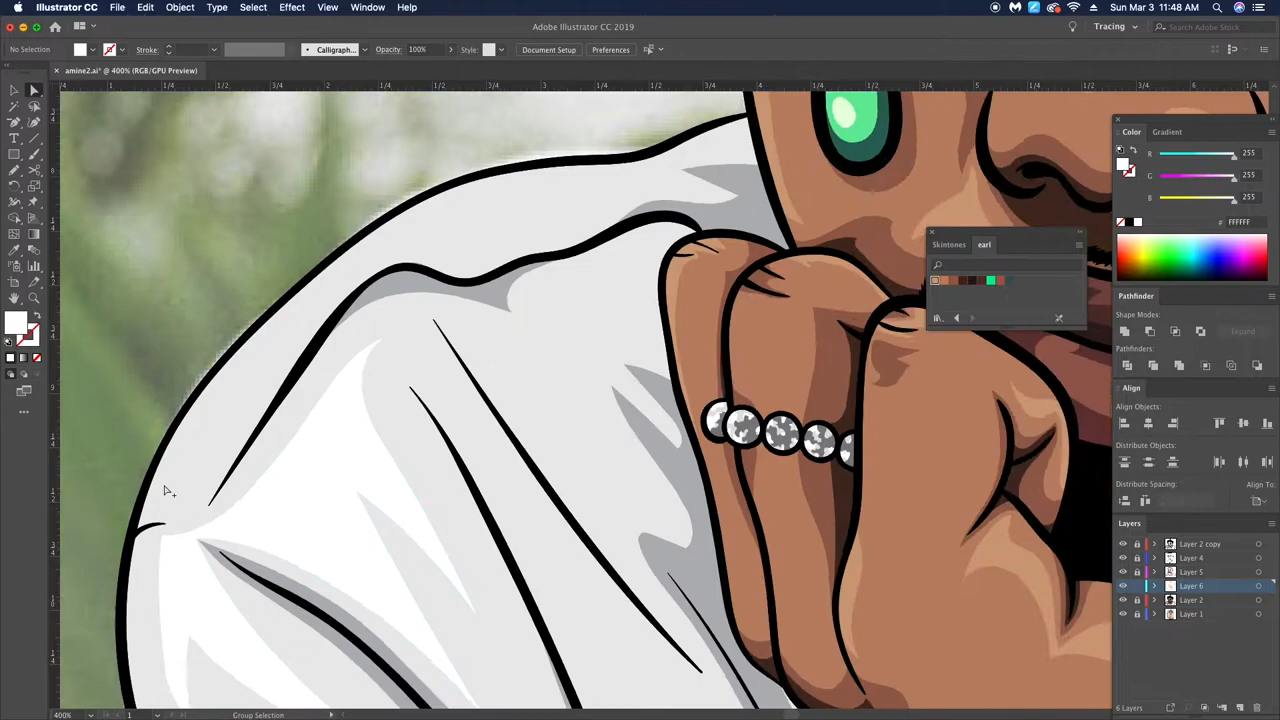 Illustrator CC File Edit Object Type Select Effect View Window Help Sun Mar 3 11:48 AM
Adobe Illustrator CC 2019 Tracing Search Adobe Stock
No Selection Stroke: Calligraph... Opacity: 100% Style: Document Setup Preferences
amine2.ai* @ 400% (RGB/GPU Preview)
Color Gradient
R 255
G 255
B 255
# FFFFFF
Skintones earl
Pathfinder
Shape Modes:
Expand
Pathfinders:
Align
Align Objects:
Distribute Objects:
Distribute Spacing: Align To:
Layers
Layer 2 copy
Layer 4
Layer 5
Layer 6
Layer 2
Layer 1
6 Layers
400% 1 Group Selection